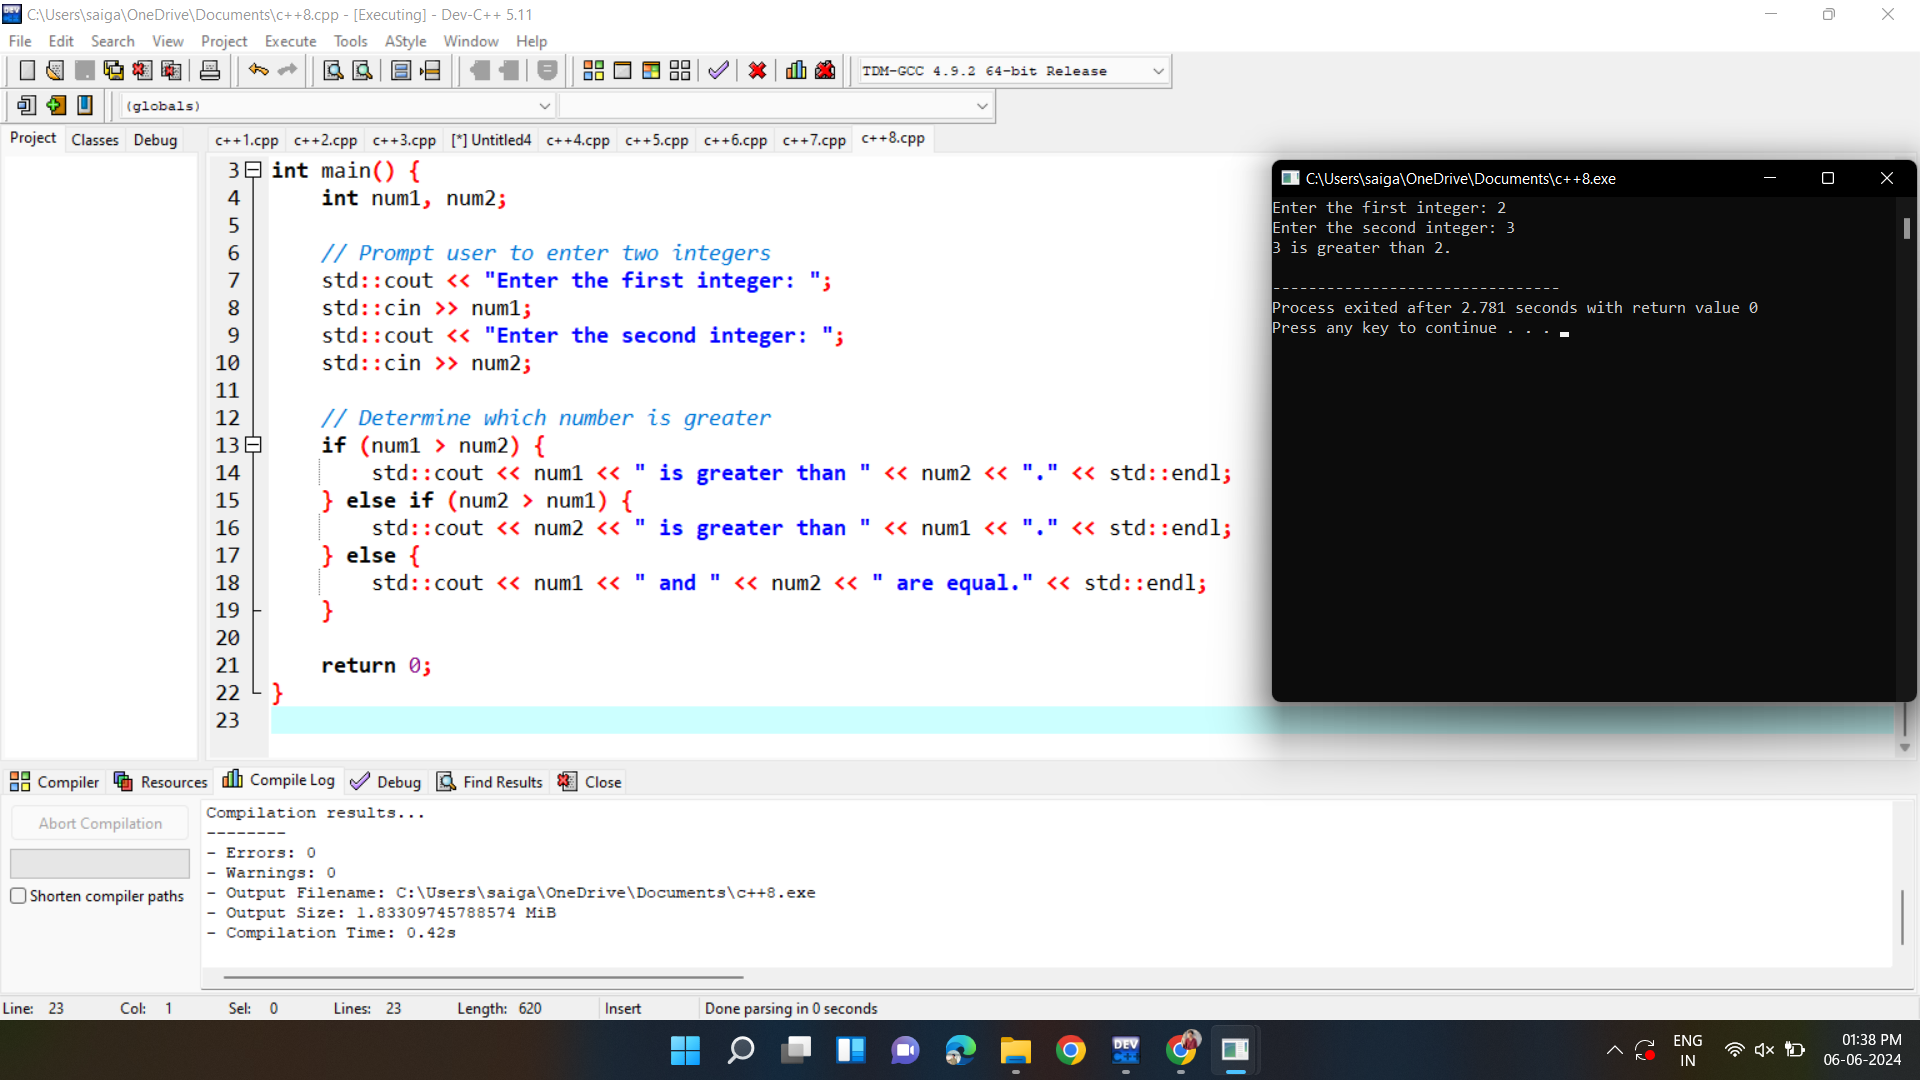 C:\Users\saiga\OneDrive\Documents\c++8.cpp - [Executing] - Dev-C++ 5.11
File Edit Search View Project Execute Tools AStyle Window Help
TDM-GCC 4.9.2 64-bit Release
(globals)
Project Classes Debug
c++1.cpp c++2.cpp c++3.cpp [*] Untitled4 c++4.cpp c++5.cpp c++6.cpp c++7.cpp c++8.cpp
3 int main() {
4 int num1, num2;
5
6 // Prompt user to enter two integers
7 std::cout << "Enter the first integer: ";
8 std::cin >> num1;
9 std::cout << "Enter the second integer: ";
10 std::cin >> num2;
11
12 // Determine which number is greater
13 if (num1 > num2) {
14 std::cout << num1 << " is greater than " << num2 << "." << std::endl;
15 } else if (num2 > num1) {
16 std::cout << num2 << " is greater than " << num1 << "." << std::endl;
17 } else {
18 std::cout << num1 << " and " << num2 << " are equal." << std::endl;
19 }
20
21 return 0;
22 }
23
C:\Users\saiga\OneDrive\Documents\c++8.exe
Enter the first integer: 2
Enter the second integer: 3
3 is greater than 2.
--------------------------------
Process exited after 2.781 seconds with return value 0
Press any key to continue . . .
Compiler Resources Compile Log Debug Find Results Close
Abort Compilation
Shorten compiler paths
Compilation results...
--------
- Errors: 0
- Warnings: 0
- Output Filename: C:\Users\saiga\OneDrive\Documents\c++8.exe
- Output Size: 1.83309745788574 MiB
- Compilation Time: 0.42s
Line: 23 Col: 1 Sel: 0 Lines: 23 Length: 620 Insert Done parsing in 0 seconds
DEV
ENG
IN
01:38 PM
06-06-2024